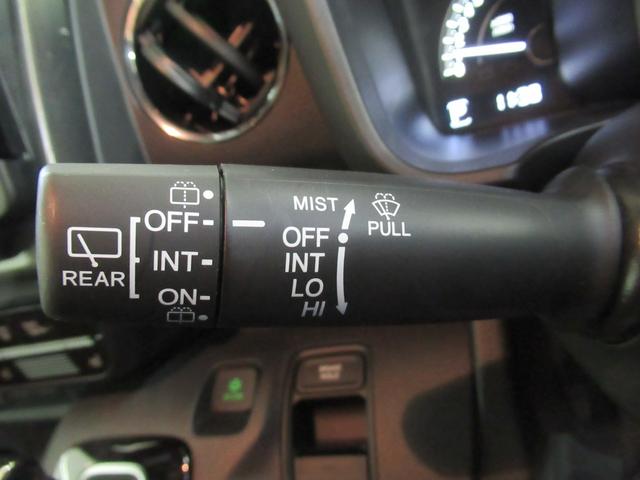 MIST
OFF
OFF
PULL
INT
INT
REAR
LO
ON
HI